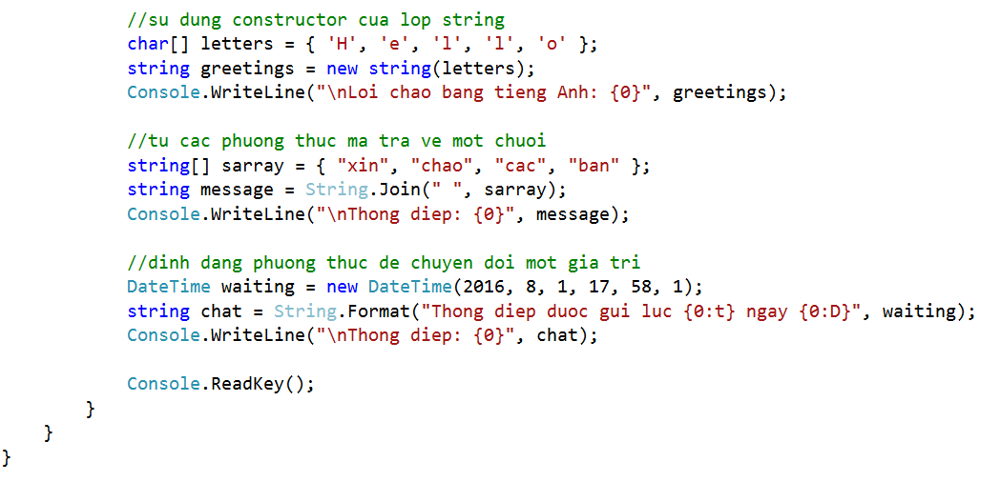 //su dung constructor cua lop string
char[] letters = { 'H', 'e', 'l', 'l', 'o' };
string greetings = new string(letters);
Console.WriteLine("\nLoi chao bang tieng Anh: {0}", greetings);
//tu cac phuong thuc ma tra ve mot chuoi
string[] sarray = { "xin", "chao", "cac", "ban" };
string message = String.Join(" ", sarray);
Console.WriteLine("\nThong diep: {0}", message);
//dinh dang phuong thuc de chuyen doi mot gia tri
DateTime waiting = new DateTime(2016, 8, 1, 17, 58, 1);
string chat = String.Format("Thong diep duoc gui luc {0:t} ngay {0:D}", waiting);
Console.WriteLine("\nThong diep: {0}", chat);
Console.ReadKey();
}
}
}